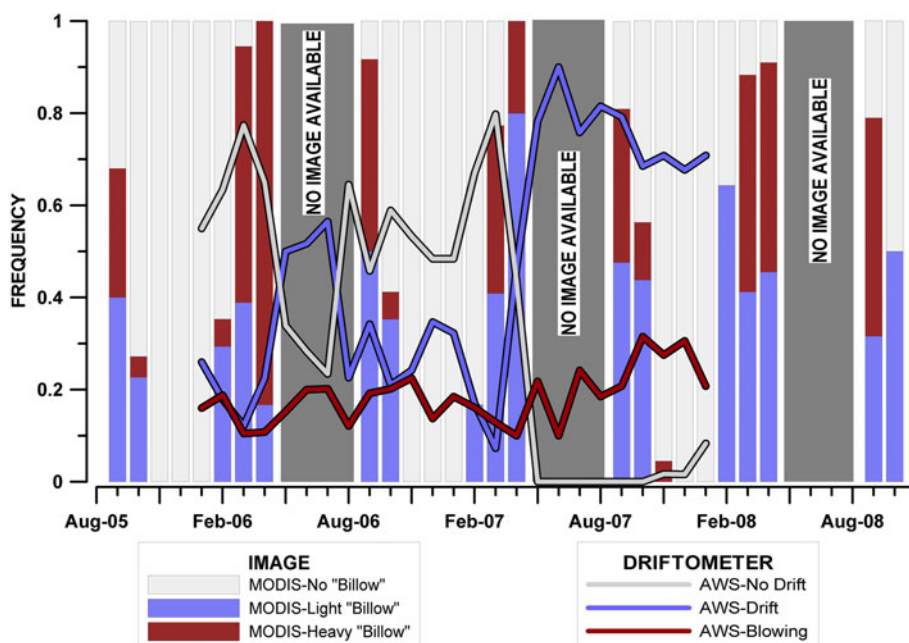 1
0.8
0.6
0.4
0.2
0
FREQUENCY
NO IMAGE AVAILABLE
NO IMAGE AVAILABLE
NO IMAGE AVAILABLE
Aug-05 Feb-06 Aug-06 Feb-07 Aug-07 Feb-08 Aug-08
IMAGE
MODIS-No "Billow"
MODIS-Light "Billow"
MODIS-Heavy "Billow"
DRIFTOMETER
AWS-No Drift
AWS-Drift
AWS-Blowing